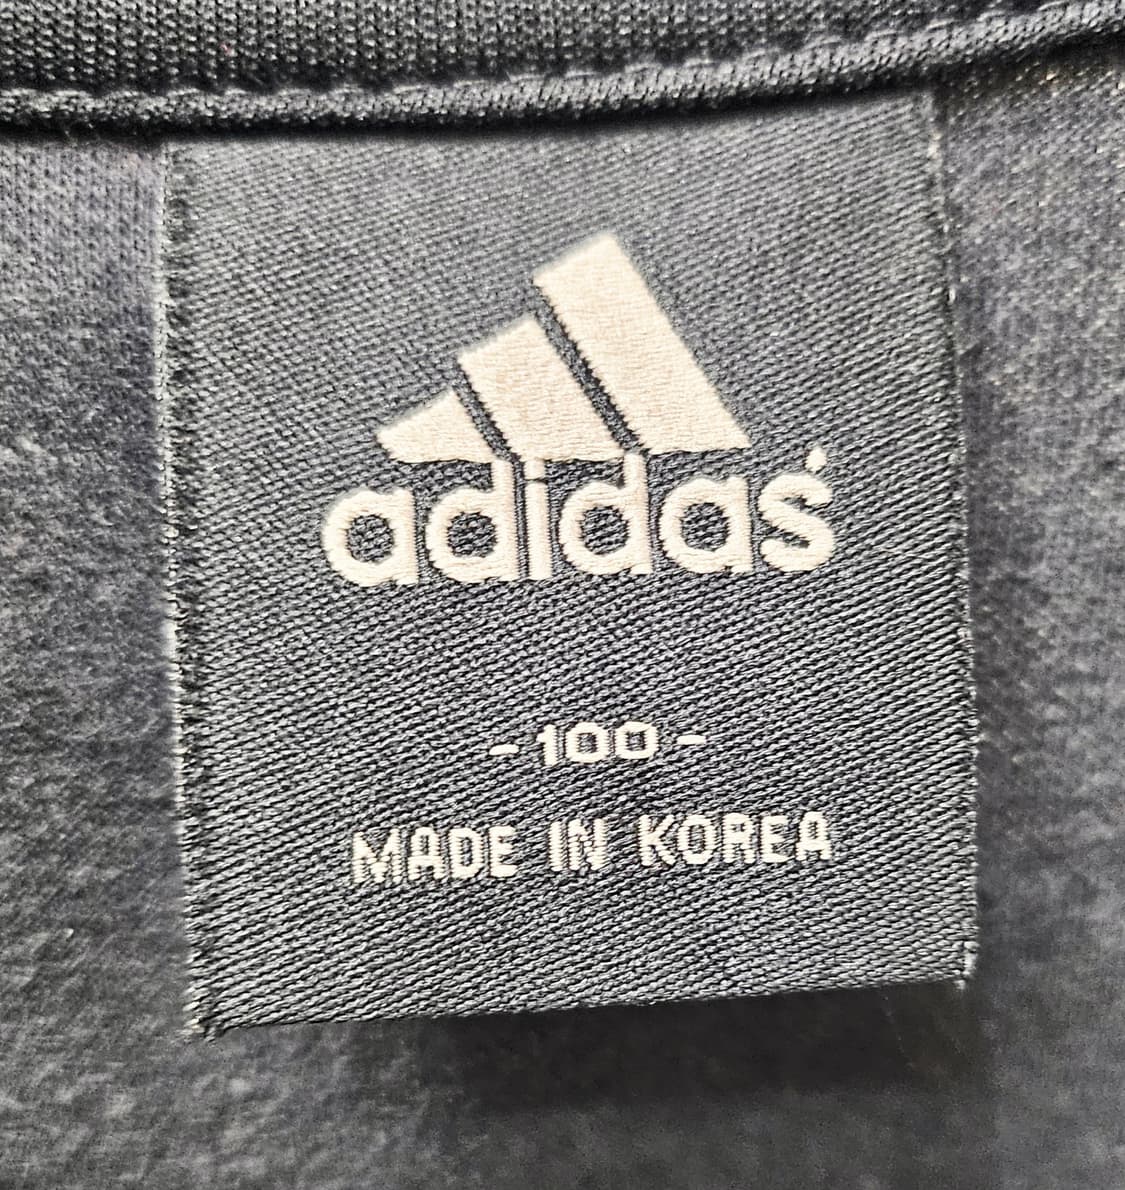 adidas
- 100 -
MADE IN KOREA